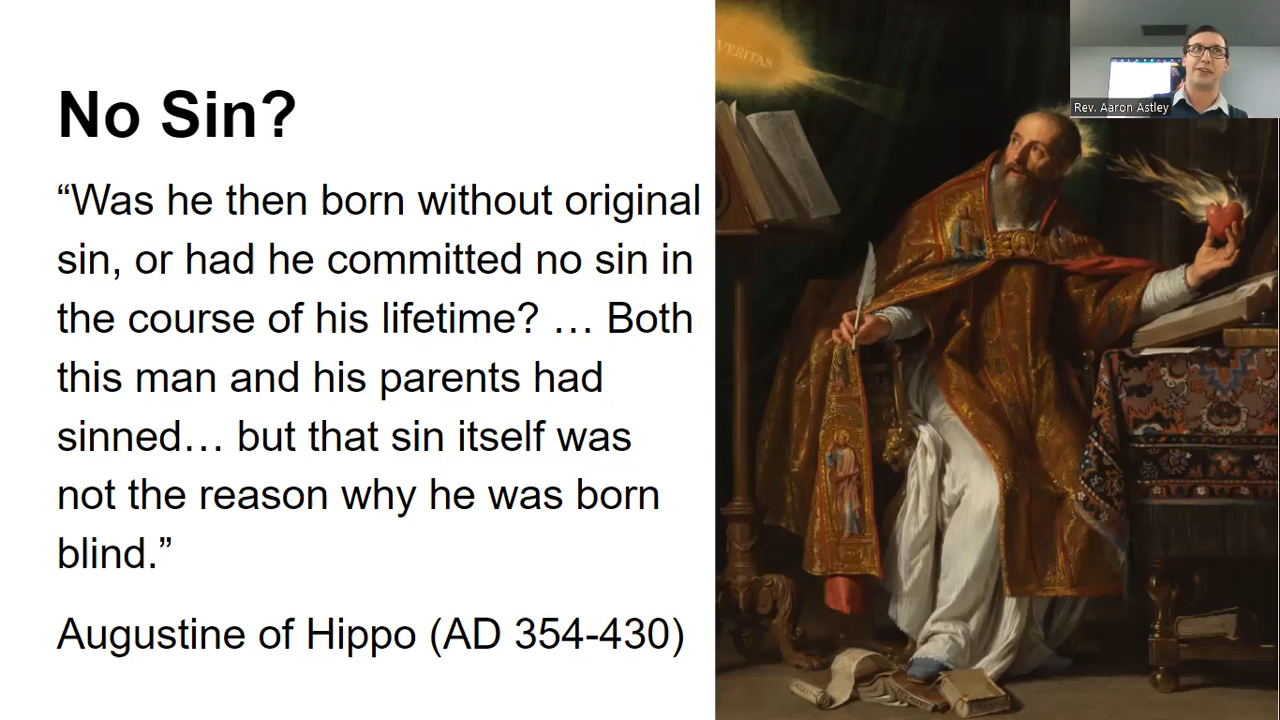 No Sin?
“Was he then born without original
sin, or had he committed no sin in
the course of his lifetime? … Both
this man and his parents had
sinned… but that sin itself was
not the reason why he was born
blind.”
Augustine of Hippo (AD 354-430)
VERITAS
Rev. Aaron Astley